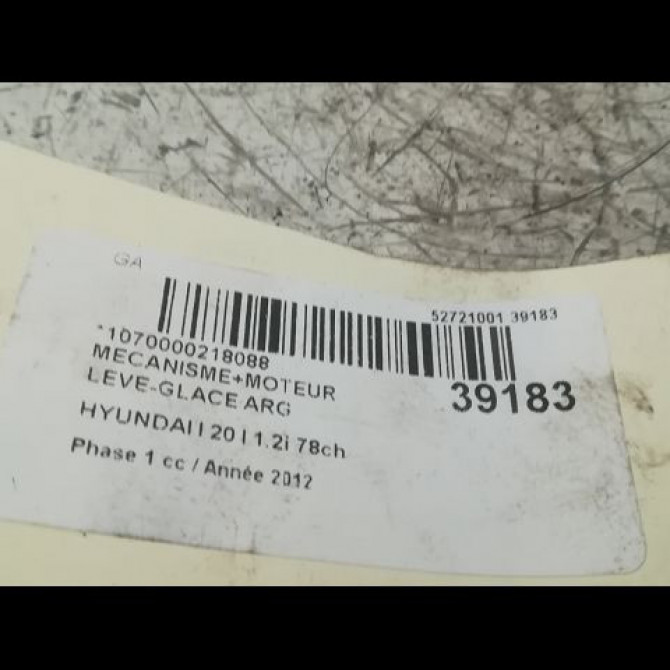 GA
52721001 39183
*1070000218088
39183
MECANISME+MOTEUR
LEVE-GLACE ARG
HYUNDAI I 20 I 1.2i 78ch
Phase 1 cc / Année 2012